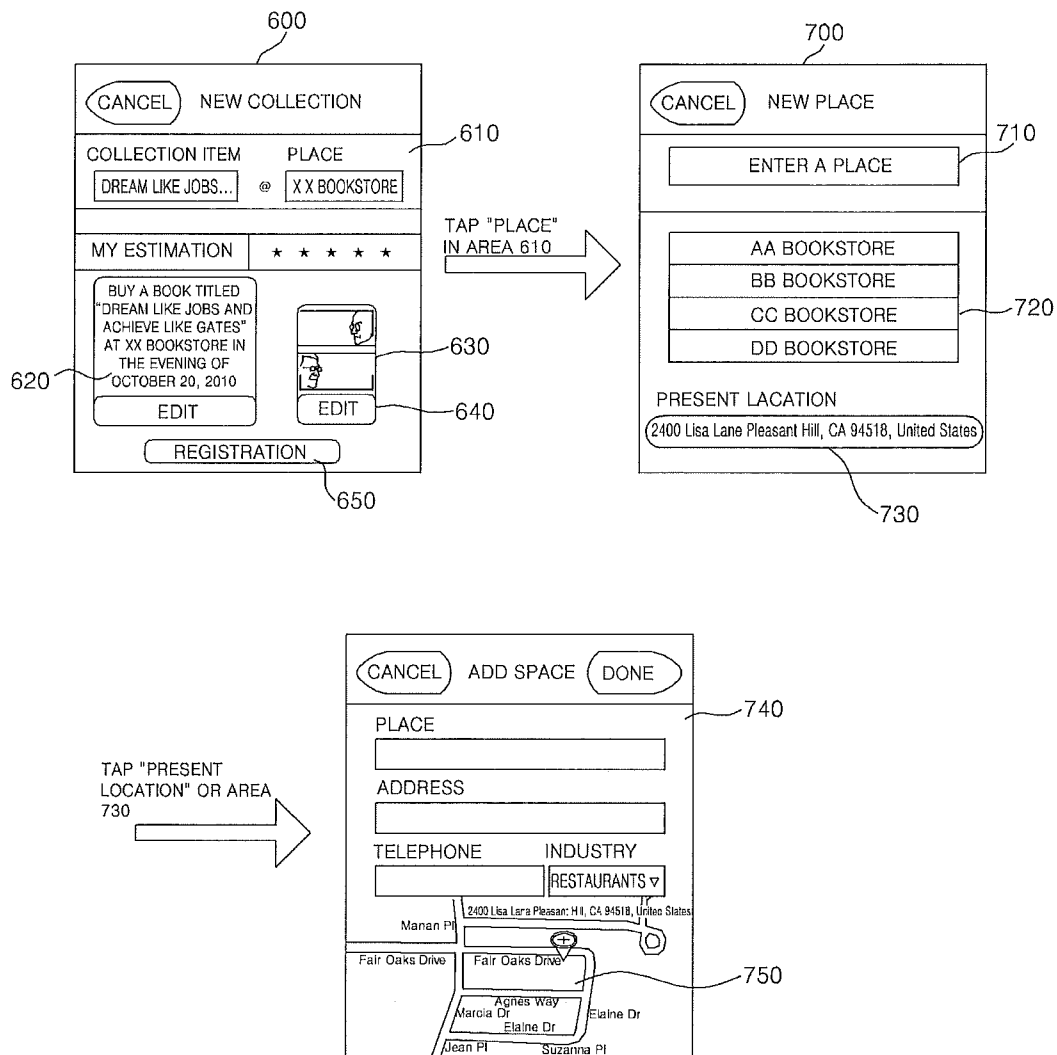 600
CANCEL NEW COLLECTION
COLLECTION ITEM PLACE
610
DREAM LIKE JOBS... @ X X BOOKSTORE
MY ESTIMATION ★ ★ ★ ★ ★
BUY A BOOK TITLED
"DREAM LIKE JOBS AND
ACHIEVE LIKE GATES"
AT XX BOOKSTORE IN
THE EVENING OF
OCTOBER 20, 2010
620
EDIT
630
EDIT
640
REGISTRATION
650
TAP "PLACE"
IN AREA 610
700
CANCEL NEW PLACE
710
ENTER A PLACE
AA BOOKSTORE
BB BOOKSTORE
CC BOOKSTORE
720
DD BOOKSTORE
PRESENT LACATION
2400 Lisa Lane Pleasant Hill, CA 94518, United States
730
TAP "PRESENT
LOCATION" OR AREA
730
CANCEL ADD SPACE DONE
740
PLACE
ADDRESS
TELEPHONE INDUSTRY
RESTAURANTS ▽
2400 Lisa Lana Pleasant Hill, CA 94518, United States
Manan Pl
Fair Oaks Drive Fair Oaks Drive
750
Agnes Way
Marcia Dr Elaine Dr
Elaine Dr
Jean Pl Suzanna Pl